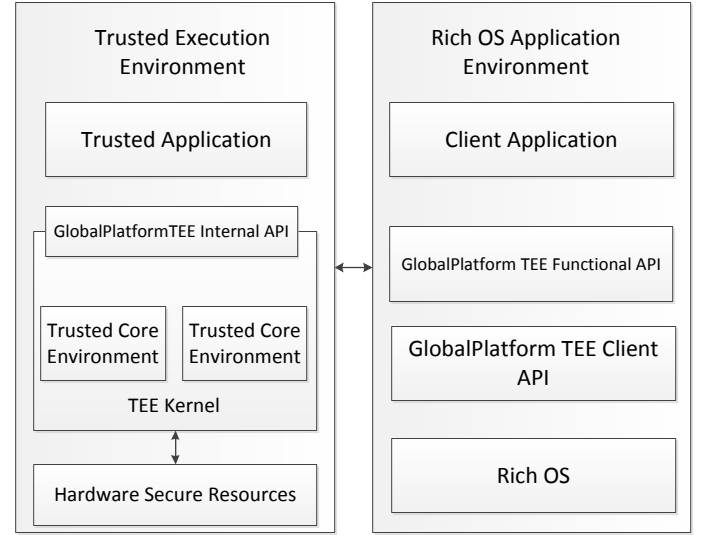 Trusted Execution
Environment
Trusted Application
GlobalPlatformTEE Internal API
Trusted Core
Environment
Trusted Core
Environment
TEE Kernel
Hardware Secure Resources
Rich OS Application
Environment
Client Application
GlobalPlatform TEE Functional API
GlobalPlatform TEE Client
API
Rich OS